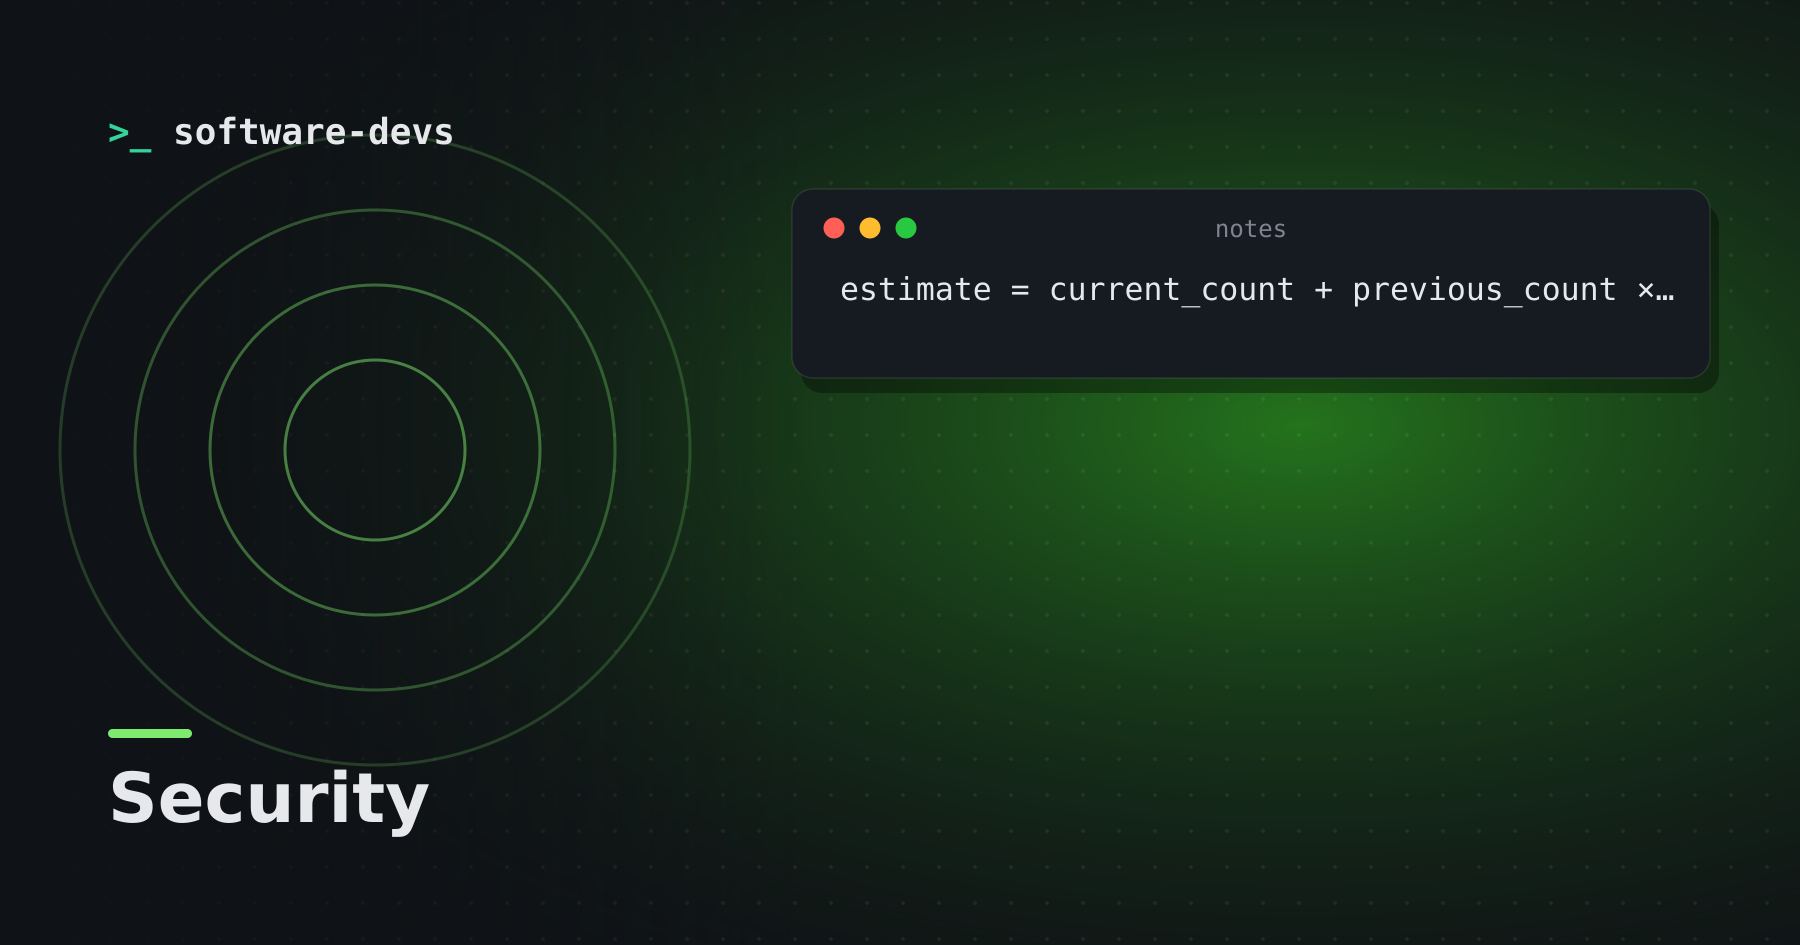 >_ software-devs
notes
estimate = current_count + previous_count ×…
Security